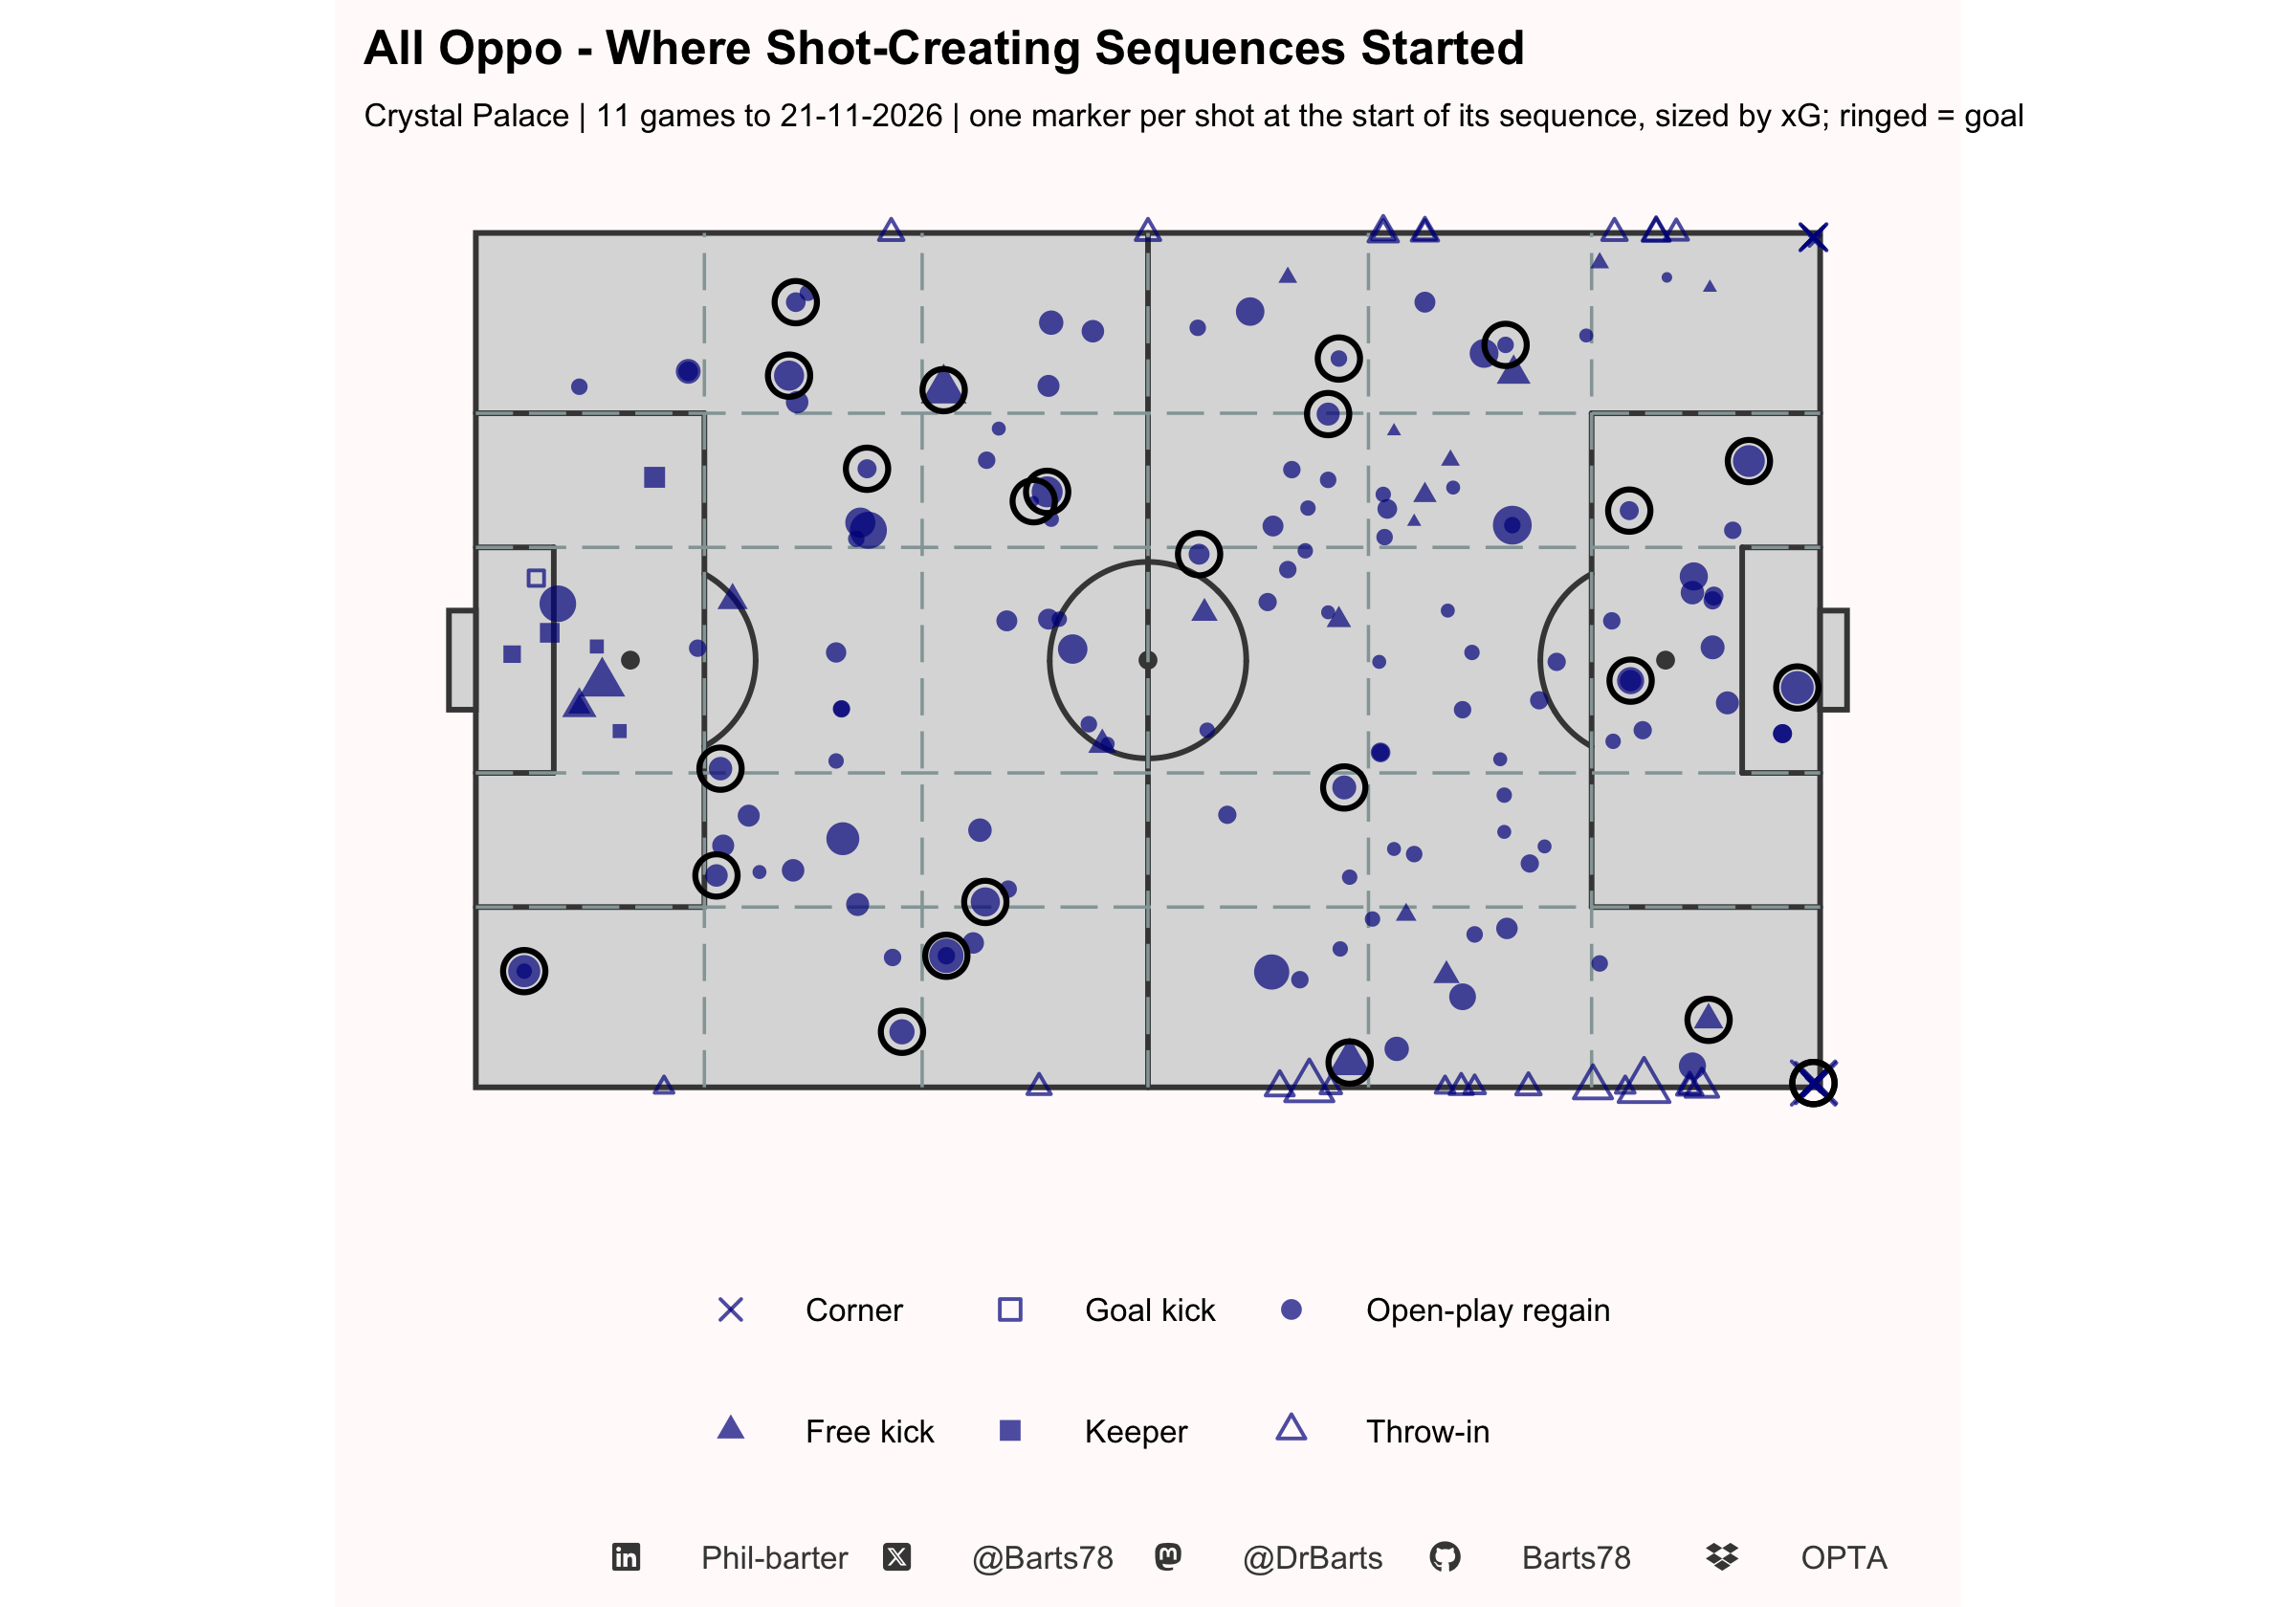 All Oppo - Where Shot-Creating Sequences Started
Crystal Palace | 11 games to 21-11-2026 | one marker per shot at the start of its sequence, sized by xG; ringed = goal
Corner Goal kick Open-play regain
Free kick Keeper Throw-in
Phil-barter @Barts78 @DrBarts Barts78 OPTA